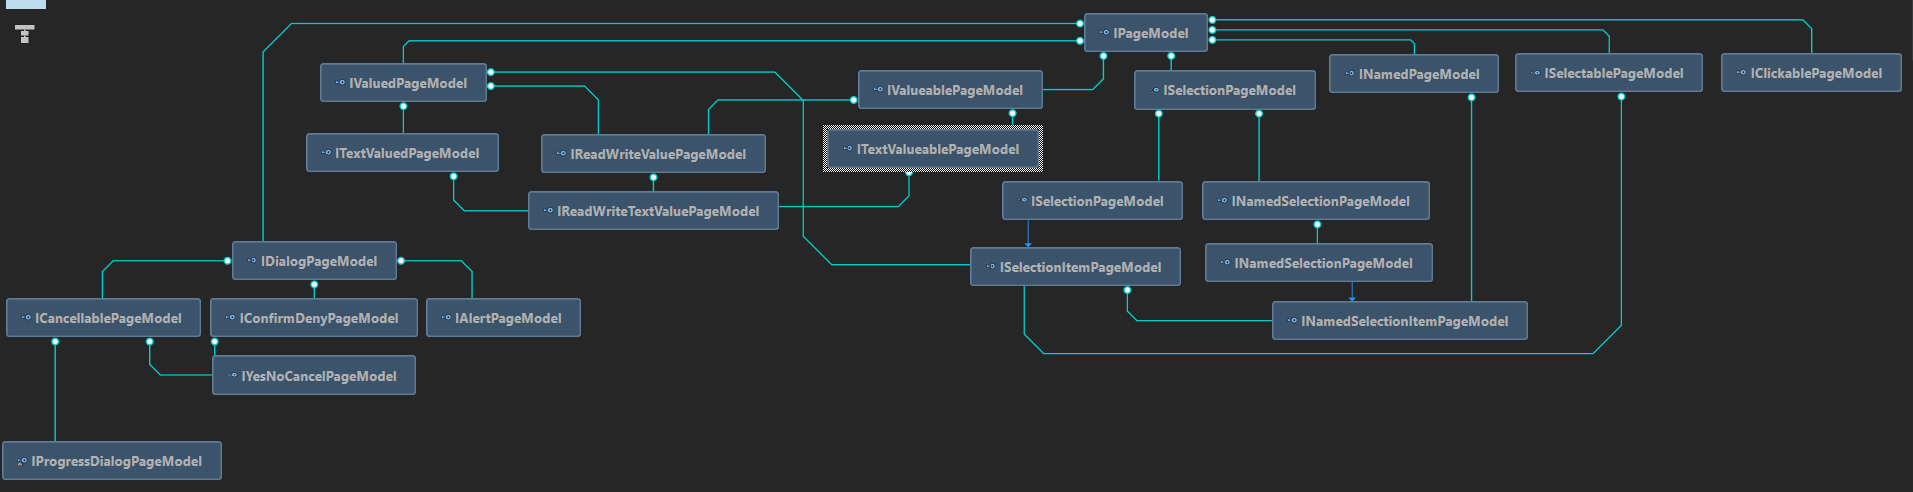 IPageModel
IValuedPageModel
IValueablePageModel
ISelectionPageModel
INamedPageModel
ISelectablePageModel
IClickablePageModel
ITextValuedPageModel
IReadWriteValuePageModel
ITextValueablePageModel
IReadWriteTextValuePageModel
ISelectionPageModel
INamedSelectionPageModel
IDialogPageModel
ISelectionItemPageModel
INamedSelectionPageModel
ICancellablePageModel
IConfirmDenyPageModel
IAlertPageModel
INamedSelectionItemPageModel
IYesNoCancelPageModel
IProgressDialogPageModel